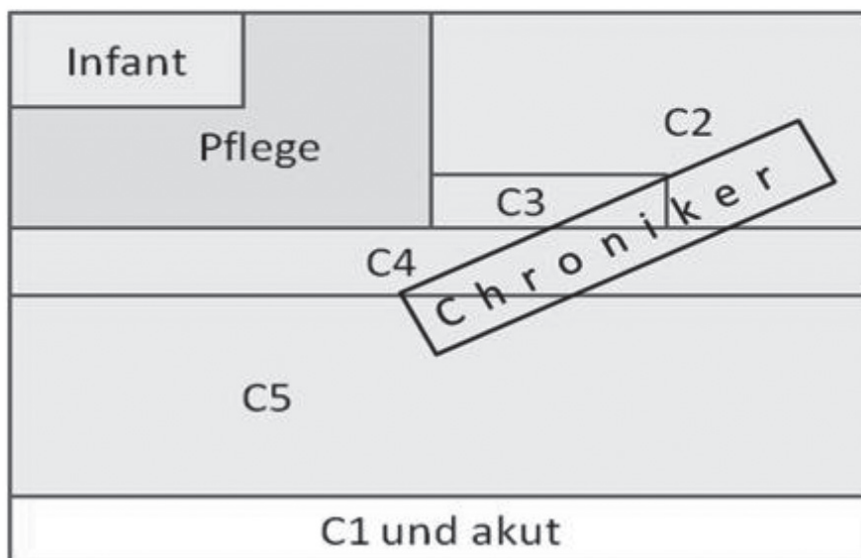 Infant
Pflege
C2
C3
Chroniker
C4
C5
C1 und akut